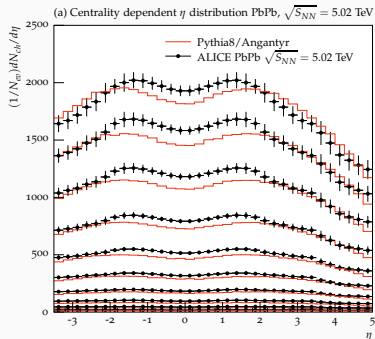 (a) Centrality dependent η distribution PbPb, √S_NN = 5.02 TeV
(1/N_ev)dN_ch/dη
Pythia8/Angantyr
ALICE PbPb √S_NN = 5.02 TeV
2000
1500
1000
500
0
-3 -2 -1 0 1 2 3 4 5
η